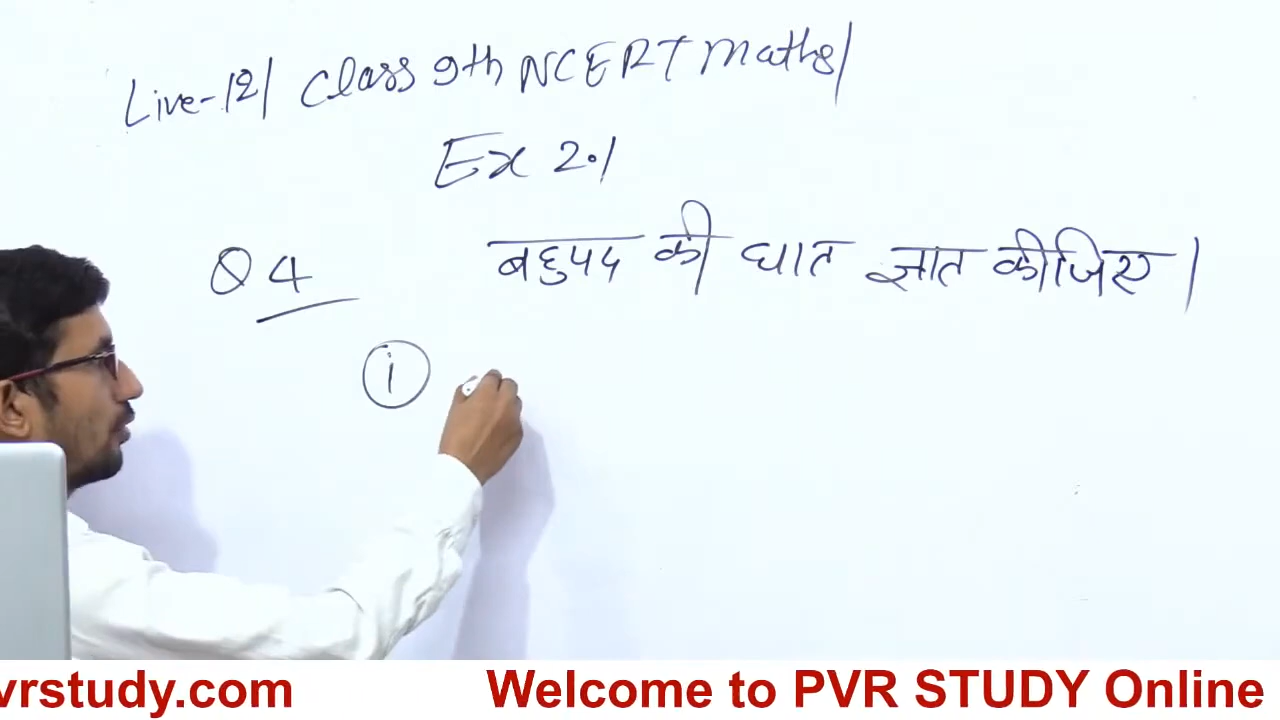 Live-12/ Class 9th NCERT Maths/
Ex 2.1
Q 4 बहुपद की घात ज्ञात कीजिए।
i
vrstudy.com Welcome to PVR STUDY Online